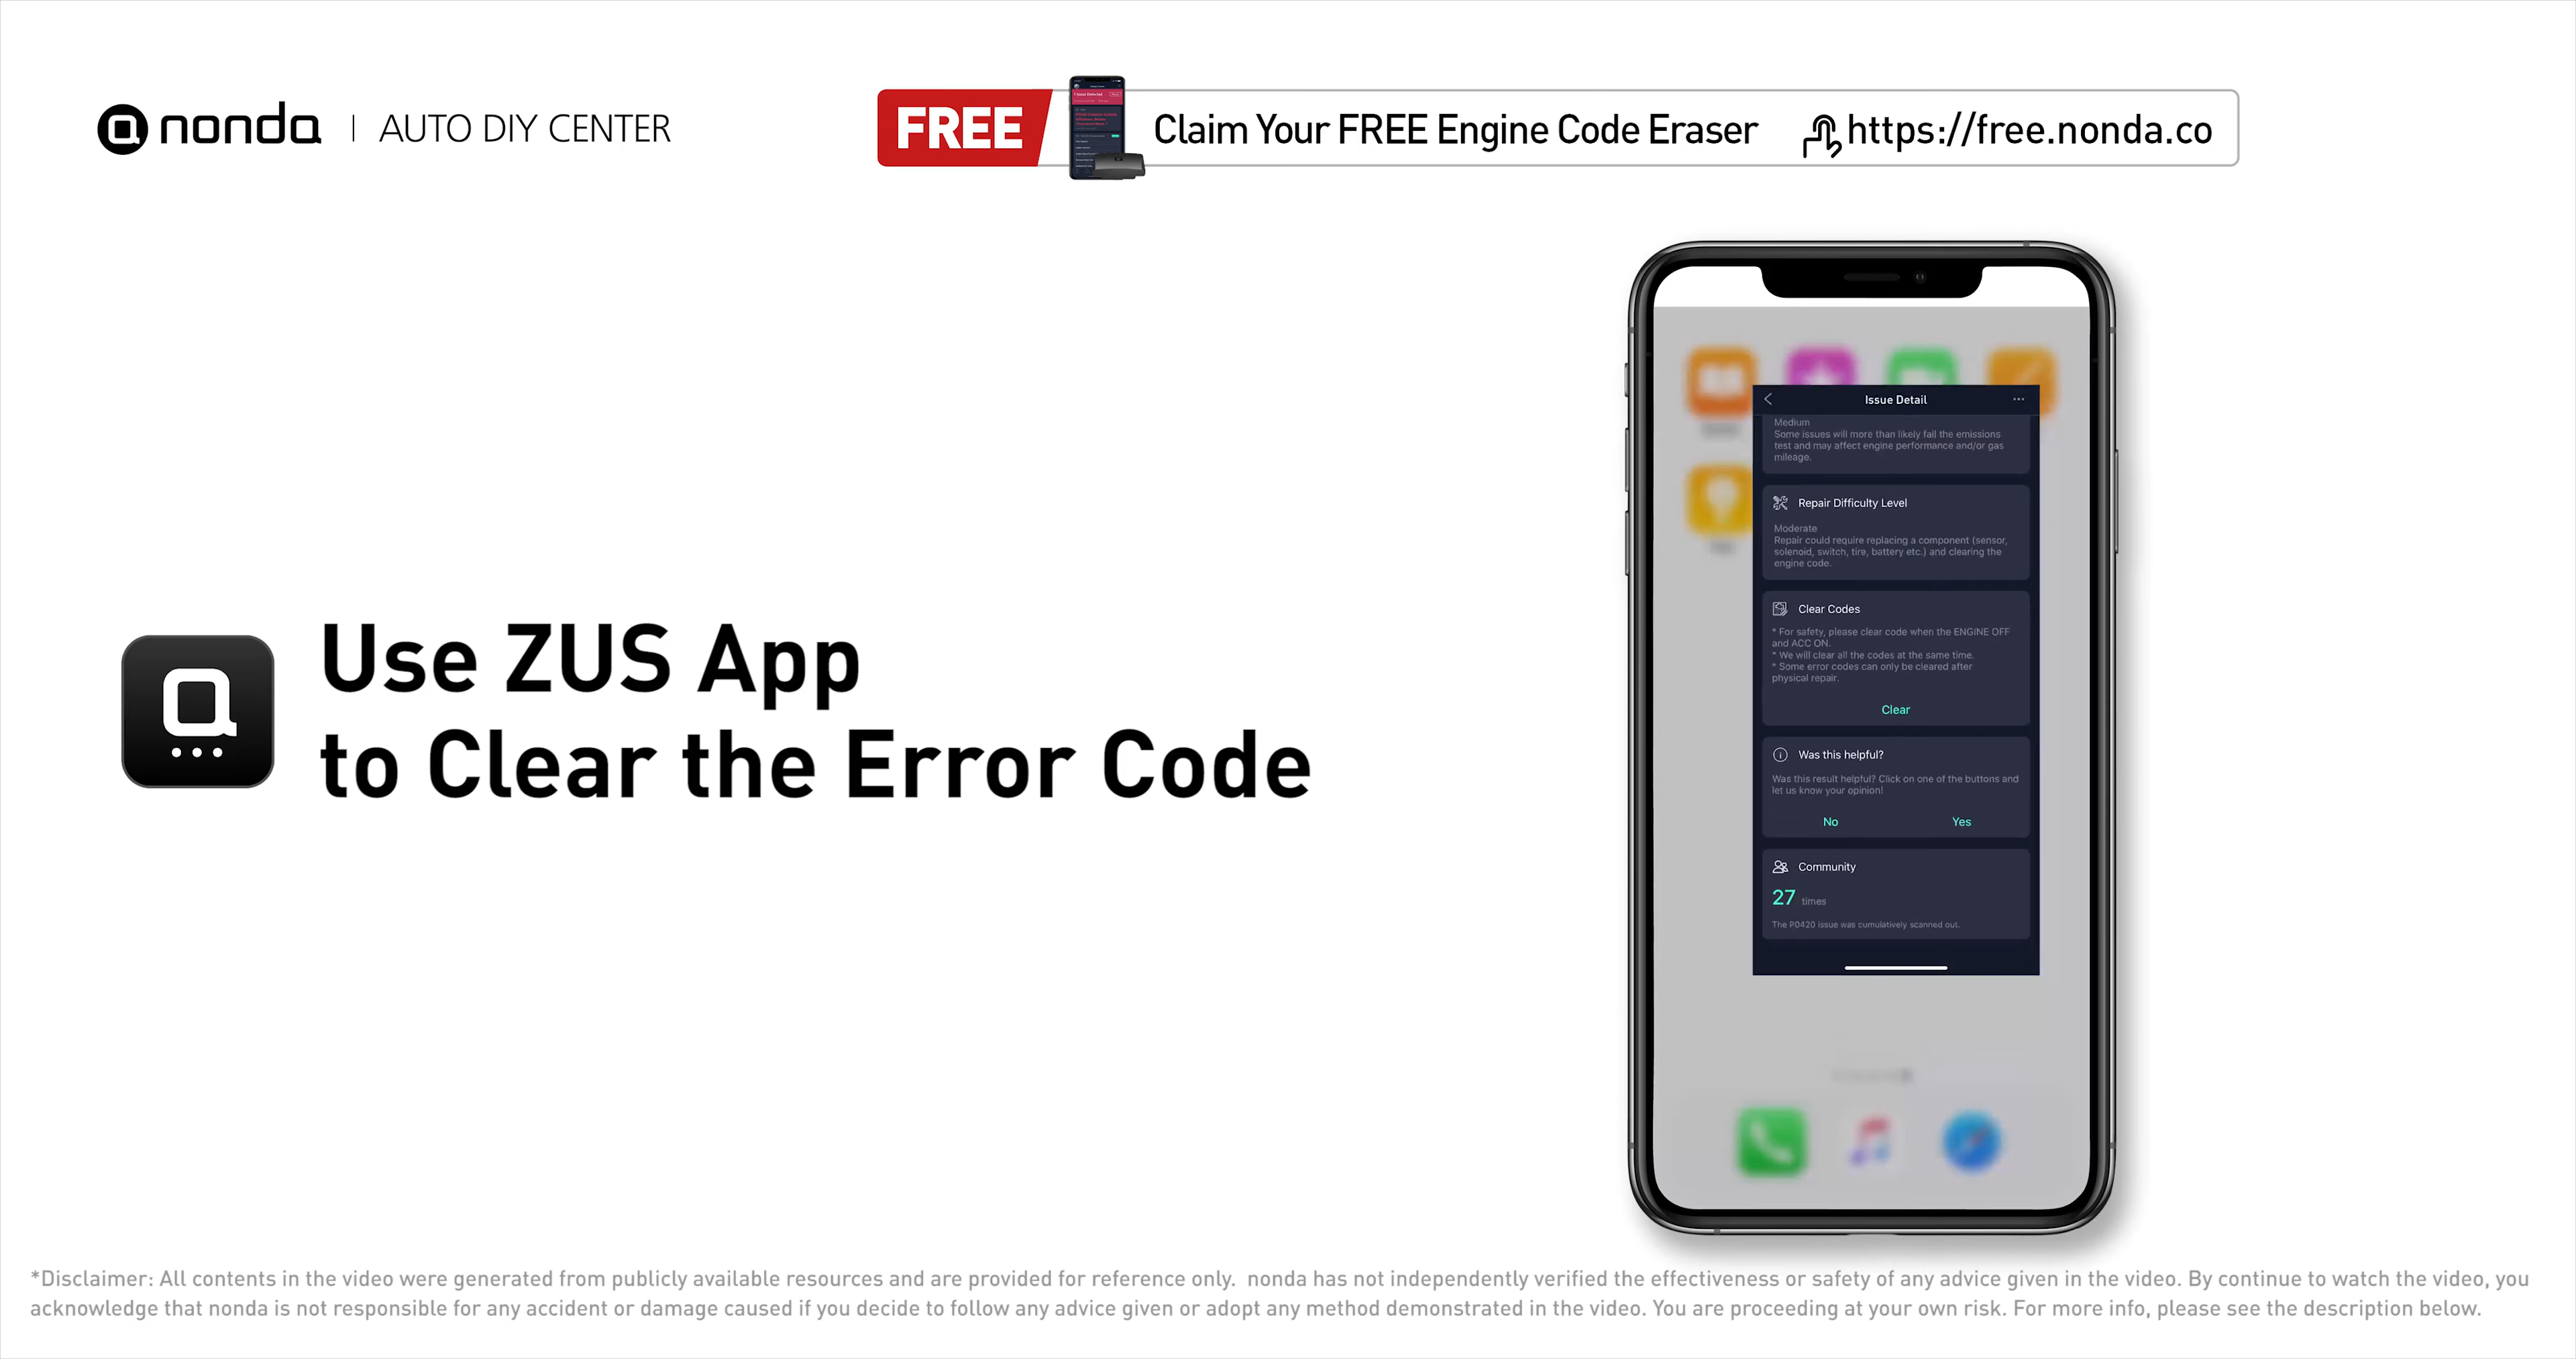 nonda | AUTO DIY CENTER
FREE Claim Your FREE Engine Code Eraser https://free.nonda.co
Use ZUS App
to Clear the Error Code
Issue Detail
Medium
Some issues will more than likely fail the emissions
test and may affect engine performance and/or gas
mileage.
Repair Difficulty Level
Moderate
Repair could require replacing a component (sensor,
solenoid, switch, tire, battery etc.) and clearing the
engine code.
Clear Codes
* For safety, please clear code when the ENGINE OFF
and ACC ON.
* We will clear all the codes at the same time.
* Some error codes can only be cleared after
physical repair.
Clear
Was this helpful?
Was this result helpful? Click on one of the buttons and
let us know your opinion!
No Yes
Community
27 times
The P0420 issue was cumulatively scanned out.
*Disclaimer: All contents in the video were generated from publicly available resources and are provided for reference only. nonda has not independently verified the effectiveness or safety of any advice given in the video. By continue to watch the video, you
acknowledge that nonda is not responsible for any accident or damage caused if you decide to follow any advice given or adopt any method demonstrated in the video. You are proceeding at your own risk. For more info, please see the description below.